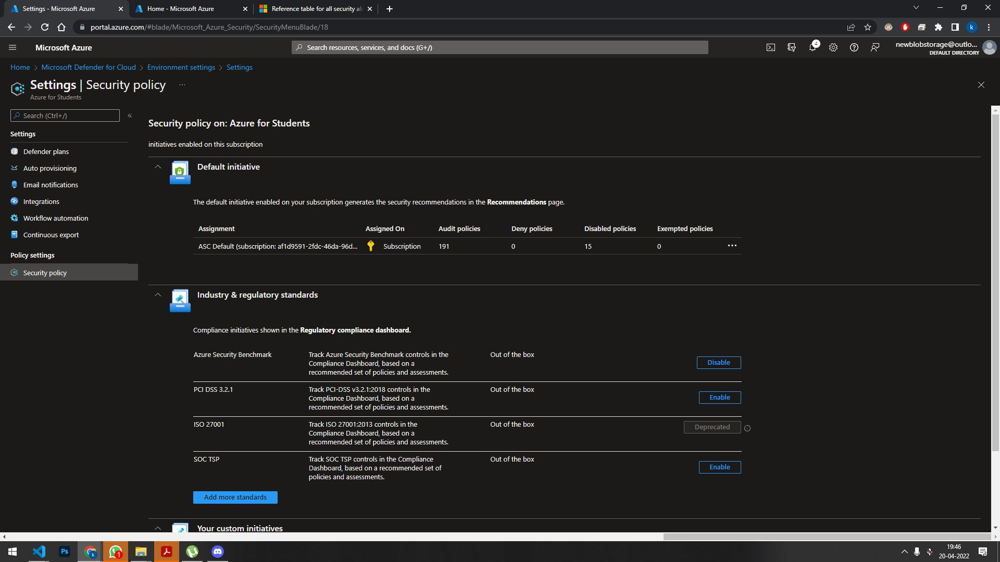 Settings - Microsoft Azure
Home - Microsoft Azure
Reference table for all security al
portal.azure.com/#blade/Microsoft_Azure_Security/SecurityMenuBlade/18
k
Microsoft Azure
Search resources, services, and docs (G+/)
4
newblobstorage@outlo...
DEFAULT DIRECTORY
Home > Microsoft Defender for Cloud > Environment settings > Settings
Settings | Security policy ...
Azure for Students
Search (Ctrl+/)
«
Settings
Defender plans
Auto provisioning
Email notifications
Integrations
Workflow automation
Continuous export
Policy settings
Security policy
Security policy on: Azure for Students
initiatives enabled on this subscription
Default initiative
The default initiative enabled on your subscription generates the security recommendations in the Recommendations page.
Assignment Assigned On Audit policies Deny policies Disabled policies Exempted policies
ASC Default (subscription: af1d9591-2fdc-46da-96d... Subscription 191 0 15 0 ...
Industry & regulatory standards
Compliance initiatives shown in the Regulatory compliance dashboard.
Azure Security Benchmark
Track Azure Security Benchmark controls in the
Compliance Dashboard, based on a
recommended set of policies and assessments.
Out of the box
Disable
PCI DSS 3.2.1
Track PCI-DSS v3.2.1:2018 controls in the
Compliance Dashboard, based on a
recommended set of policies and assessments.
Out of the box
Enable
ISO 27001
Track ISO 27001:2013 controls in the
Compliance Dashboard, based on a
recommended set of policies and assessments.
Out of the box
Deprecated
SOC TSP
Track SOC TSP controls in the Compliance
Dashboard, based on a recommended set of
policies and assessments.
Out of the box
Enable
Add more standards
Your custom initiatives
Ps
k
1
19:46
20-04-2022